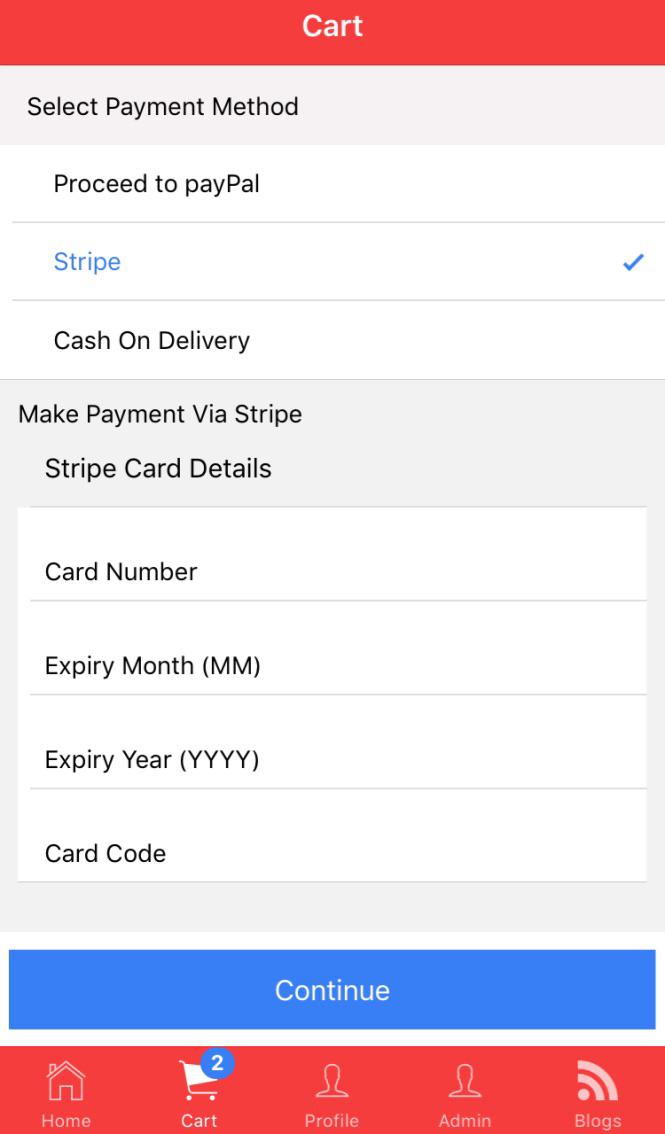 Cart
Select Payment Method
Proceed to payPal
Stripe
Cash On Delivery
Make Payment Via Stripe
Stripe Card Details
Card Number
Expiry Month (MM)
Expiry Year (YYYY)
Card Code
Continue
2
Home
Cart
Profile
Admin
Blogs